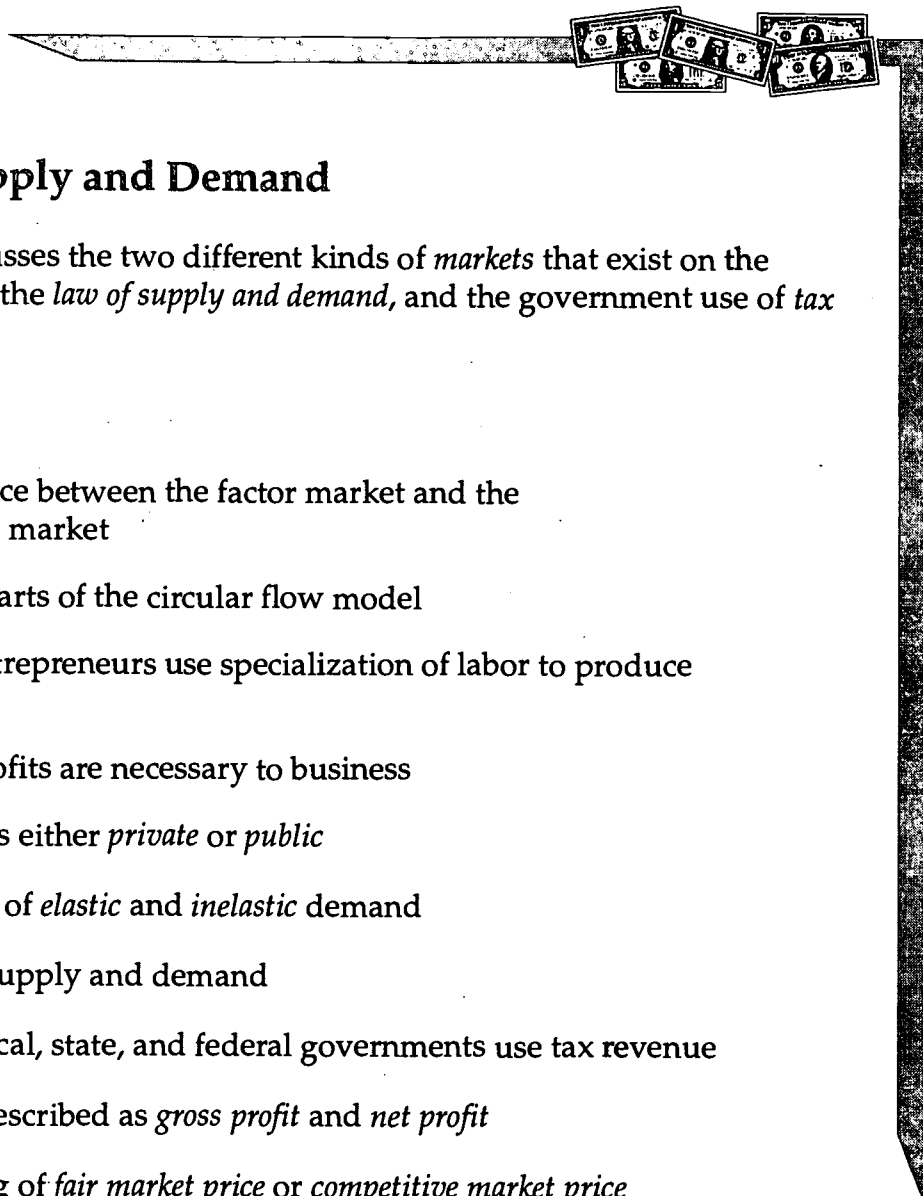 pply and Demand
usses the two different kinds of markets that exist on the
the law of supply and demand, and the government use of tax
ce between the factor market and the
market
arts of the circular flow model
trepreneurs use specialization of labor to produce
ofits are necessary to business
s either private or public
of elastic and inelastic demand
upply and demand
cal, state, and federal governments use tax revenue
escribed as gross profit and net profit
g of fair market price or competitive market price